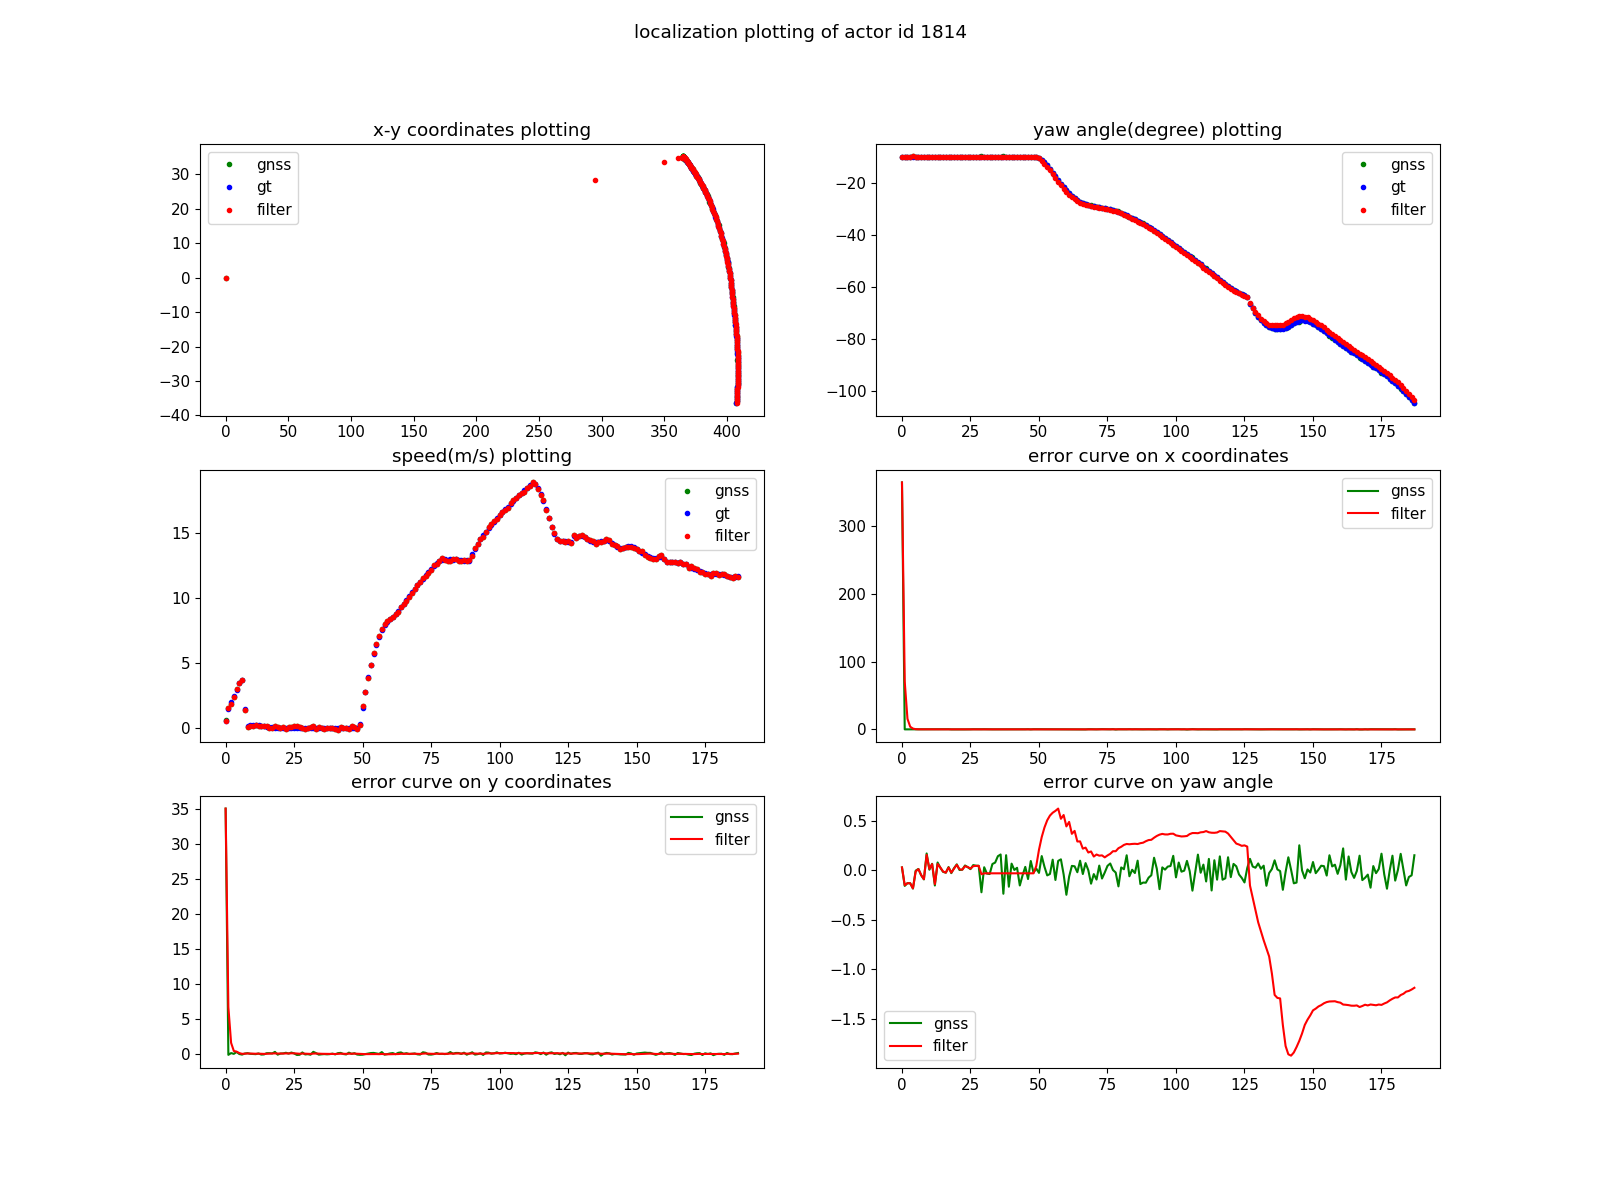 localization plotting of actor id 1814
x-y coordinates plotting
gnss
gt
filter
30
20
10
0
−10
−20
−30
−40
0 50 100 150 200 250 300 350 400
yaw angle(degree) plotting
gnss
gt
filter
−20
−40
−60
−80
−100
0 25 50 75 100 125 150 175
speed(m/s) plotting
gnss
gt
filter
15
10
5
0
0 25 50 75 100 125 150 175
error curve on x coordinates
gnss
filter
300
200
100
0
0 25 50 75 100 125 150 175
error curve on y coordinates
gnss
filter
35
30
25
20
15
10
5
0
0 25 50 75 100 125 150 175
error curve on yaw angle
0.5
0.0
−0.5
−1.0
−1.5
gnss
filter
0 25 50 75 100 125 150 175